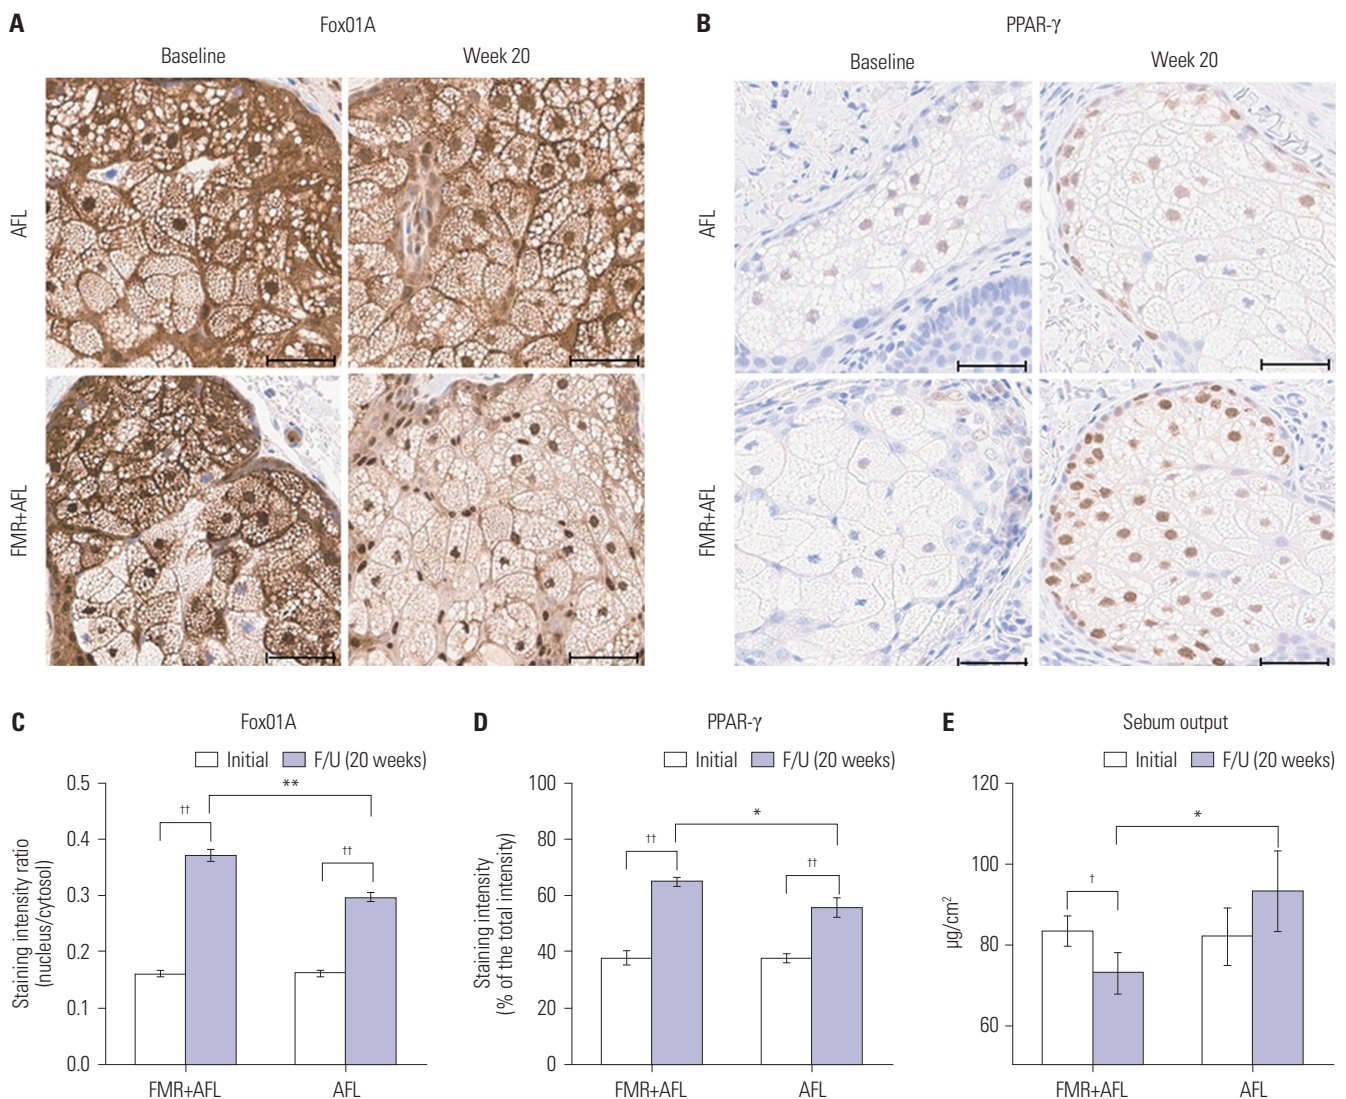 A
Fox01A
Baseline
Week 20
AFL
FMR+AFL
B
PPAR-γ
Baseline
Week 20
AFL
FMR+AFL
C
Fox01A
Initial
F/U (20 weeks)
Staining intensity ratio
(nucleus/cytosol)
0.5
0.4
0.3
0.2
0.1
0.0
††
**
††
FMR+AFL
AFL
D
PPAR-γ
Initial
F/U (20 weeks)
Staining intensity
(% of the total intensity)
100
80
60
40
20
0
††
*
††
FMR+AFL
AFL
E
Sebum output
Initial
F/U (20 weeks)
µg/cm²
120
100
80
60
†
*
FMR+AFL
AFL